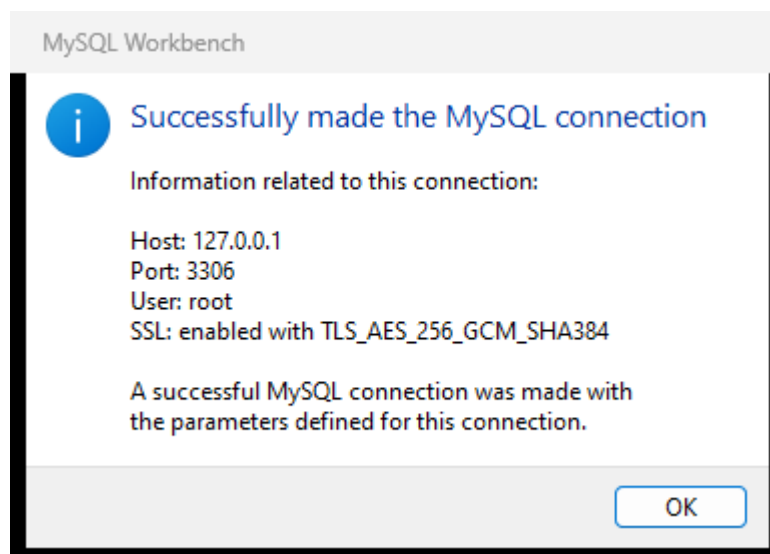 MySQL Workbench
Successfully made the MySQL connection
Information related to this connection:
Host: 127.0.0.1
Port: 3306
User: root
SSL: enabled with TLS_AES_256_GCM_SHA384
A successful MySQL connection was made with
the parameters defined for this connection.
OK